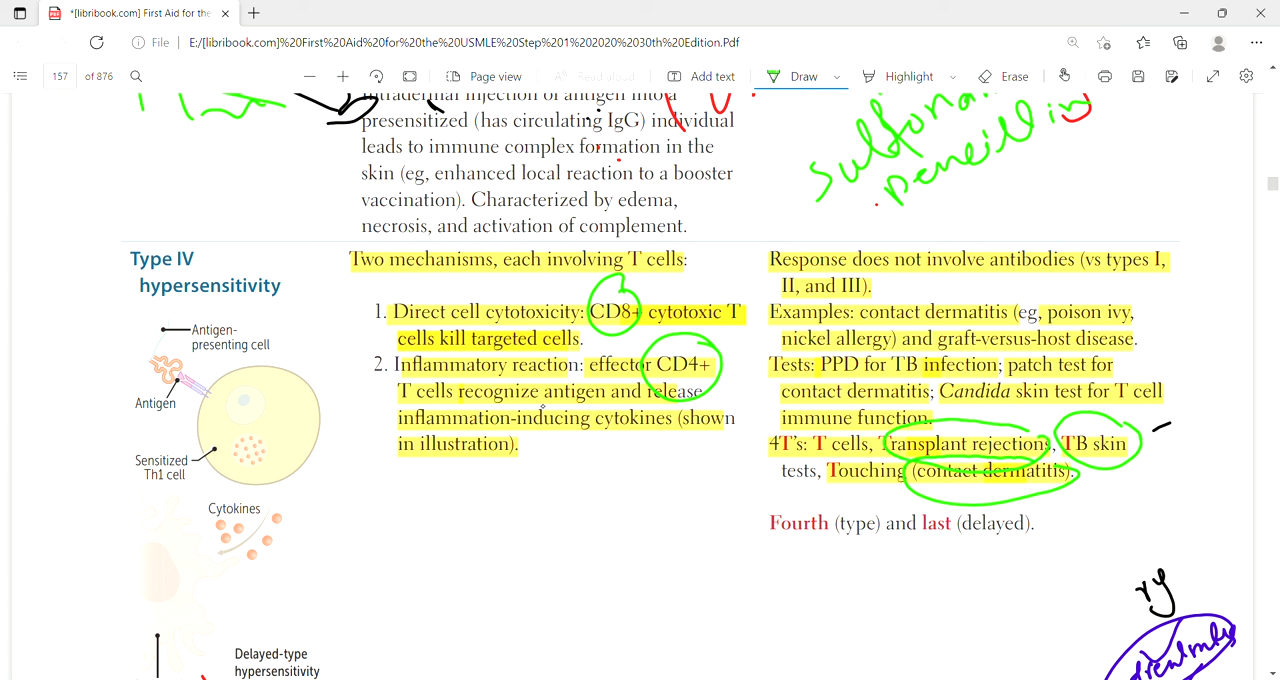 *[libribook.com] First Aid for the
File
E:/[libribook.com]%20First%20Aid%20for%20the%20USMLE%20Step%201%202020%2030th%20Edition.Pdf
157 of 876
Page view
Read aloud
Add text
Draw
Highlight
Erase
intradermal injection of antigen into a
presensitized (has circulating IgG) individual
leads to immune complex formation in the
skin (eg, enhanced local reaction to a booster
vaccination). Characterized by edema,
necrosis, and activation of complement.
pencillin
Type IV
hypersensitivity
Two mechanisms, each involving T cells:
1. Direct cell cytotoxicity: CD8+ cytotoxic T
cells kill targeted cells.
2. Inflammatory reaction: effector CD4+
T cells recognize antigen and release
inflammation-inducing cytokines (shown
in illustration).
Response does not involve antibodies (vs types I,
II, and III).
Examples: contact dermatitis (eg, poison ivy,
nickel allergy) and graft-versus-host disease.
Tests: PPD for TB infection; patch test for
contact dermatitis; Candida skin test for T cell
immune function.
4T's: T cells, Transplant rejections, TB skin
tests, Touching (contact dermatitis).
Fourth (type) and last (delayed).
Antigen-
presenting cell
Antigen
Sensitized
Th1 cell
Cytokines
Delayed-type
hypersensitivity